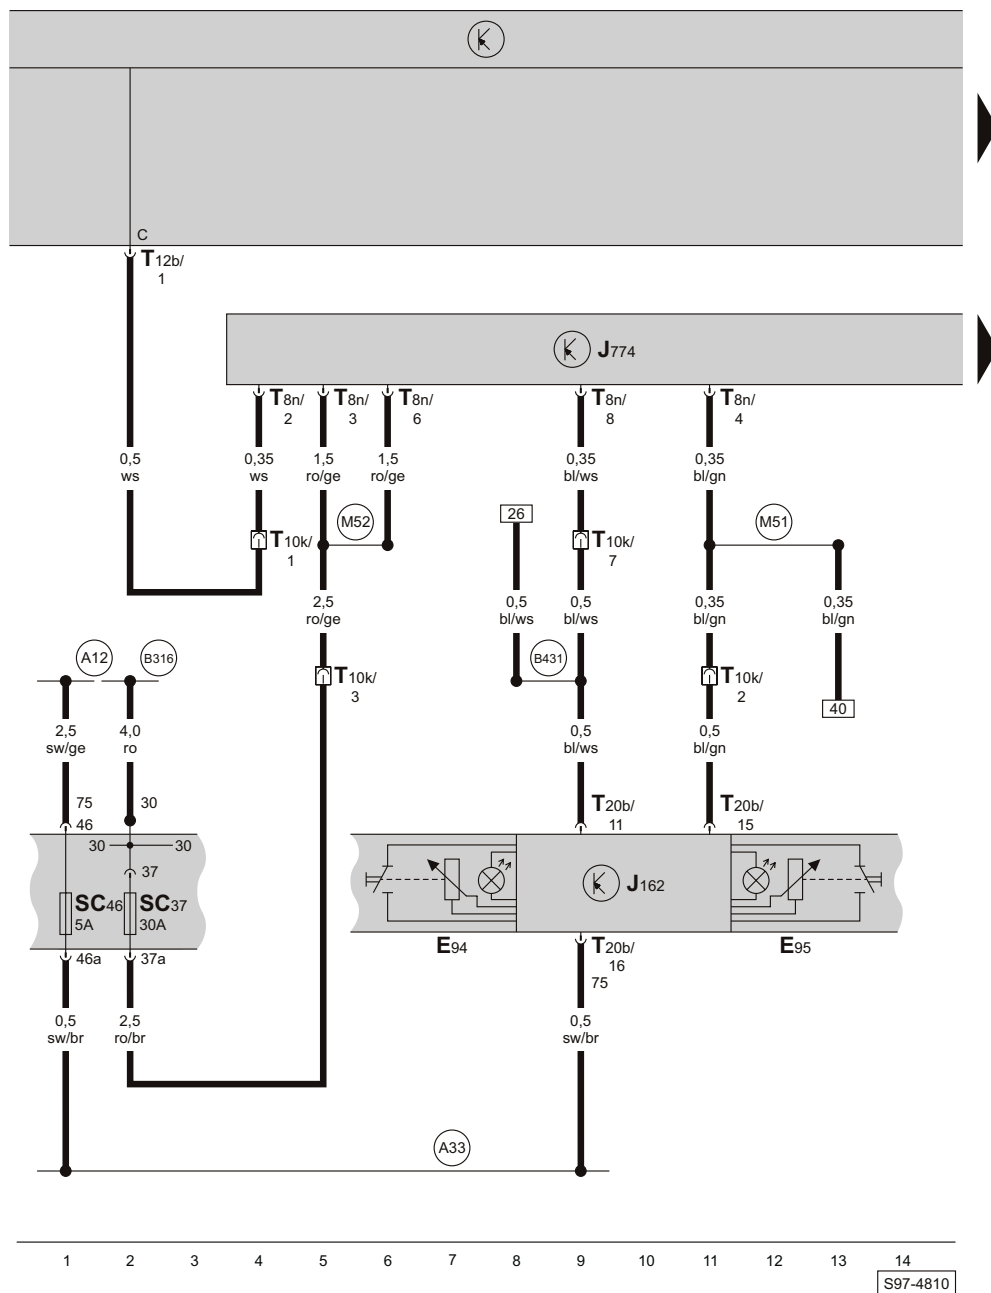 C
T12b/
1
J774
T8n/
2
T8n/
3
T8n/
6
T8n/
8
T8n/
4
0,5
ws
0,35
ws
1,5
ro/ge
1,5
ro/ge
0,35
bl/ws
0,35
bl/gn
M52
26
M51
T10k/
1
T10k/
7
2,5
ro/ge
0,5
bl/ws
0,5
bl/ws
0,35
bl/gn
0,35
bl/gn
A12
B316
B431
T10k/
3
T10k/
2
40
2,5
sw/ge
4,0
ro
0,5
bl/ws
0,5
bl/gn
75
30
46
T20b/
11
T20b/
15
30
30
37
SC46
5A
SC37
30A
J162
E94
E95
46a
37a
T20b/
16
75
0,5
sw/br
2,5
ro/br
0,5
sw/br
A33
1 2 3 4 5 6 7 8 9 10 11 12 13 14
S97-4810